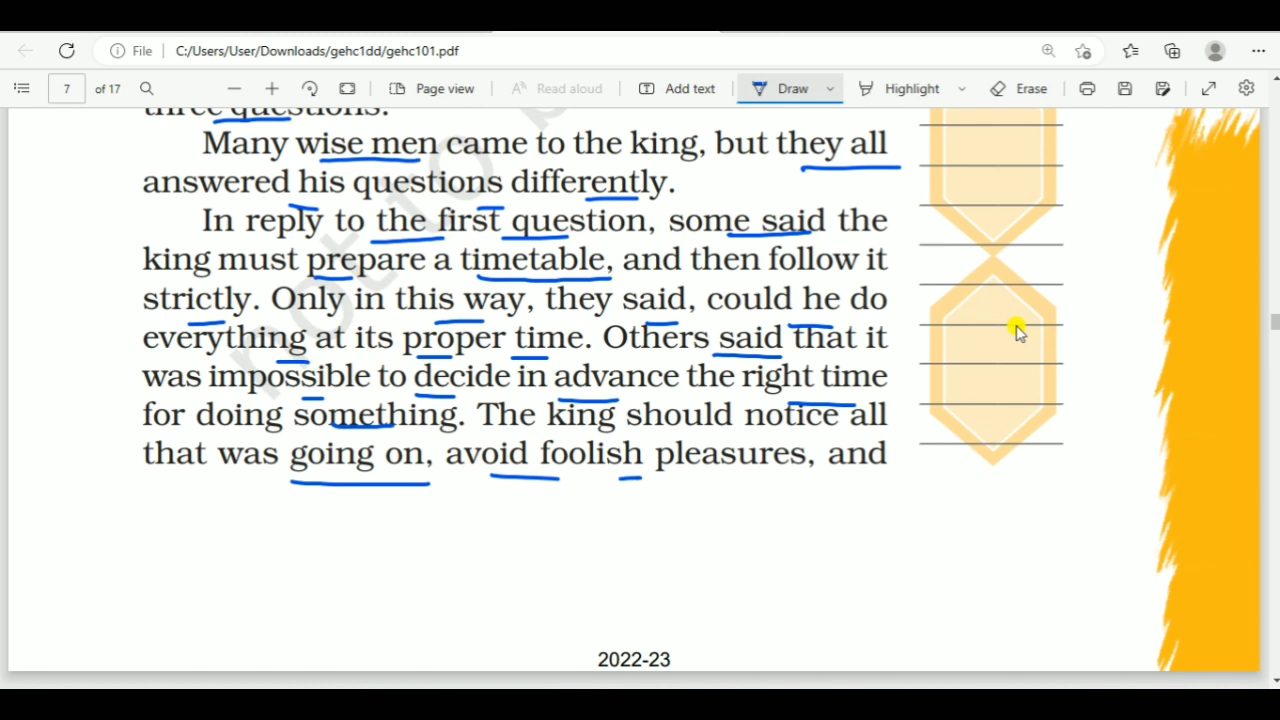 File C:/Users/User/Downloads/gehc1dd/gehc101.pdf
7 of 17 Page view Read aloud Add text Draw Highlight Erase
three questions.
Many wise men came to the king, but they all
answered his questions differently.
In reply to the first question, some said the
king must prepare a timetable, and then follow it
strictly. Only in this way, they said, could he do
everything at its proper time. Others said that it
was impossible to decide in advance the right time
for doing something. The king should notice all
that was going on, avoid foolish pleasures, and
not to b
2022-23